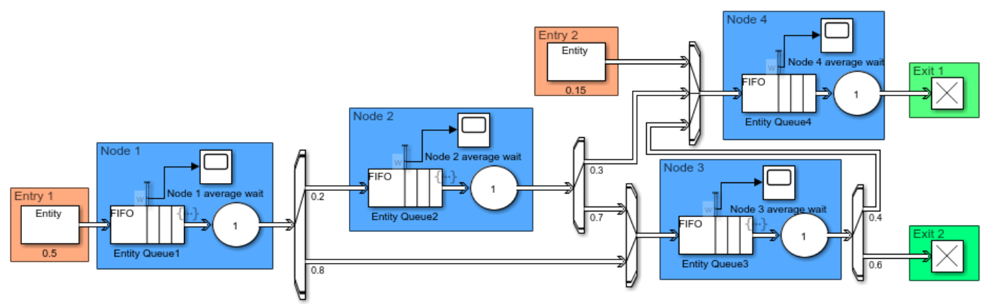 Entry 1
Entity
0.5
Node 1
w
Node 1 average wait
FIFO
{...}
1
Entity Queue1
0.2
0.8
Node 2
w
Node 2 average wait
FIFO
{...}
1
Entity Queue2
0.3
0.7
Entry 2
Entity
0.15
Node 3
w
Node 3 average wait
FIFO
{...}
1
Entity Queue3
0.4
0.6
Node 4
w
Node 4 average wait
FIFO
1
Entity Queue4
Exit 1
Exit 2